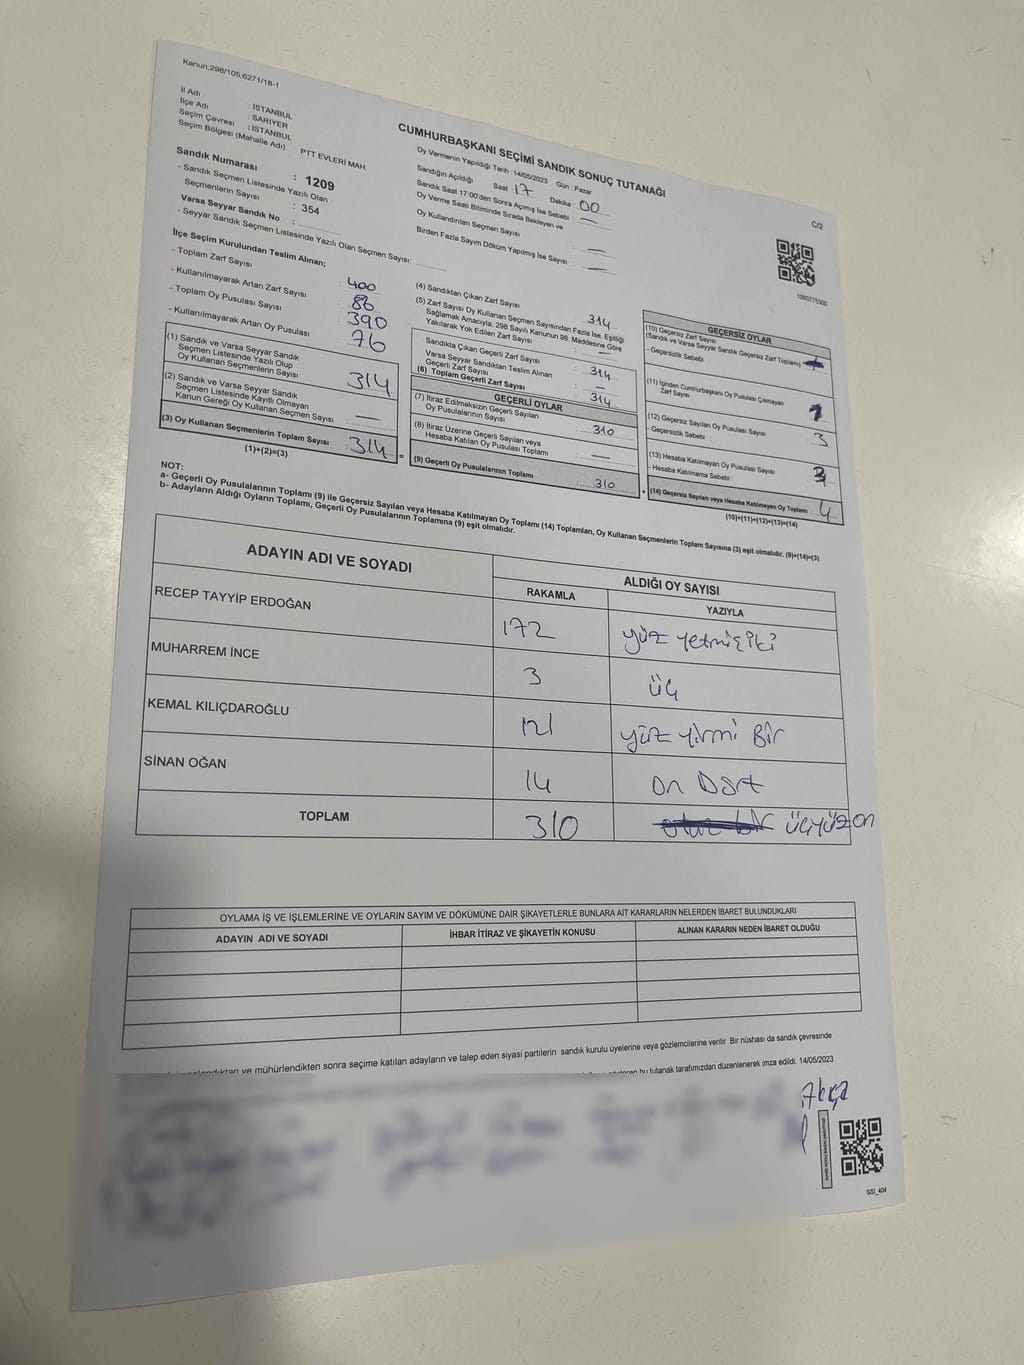 Kanun,298/105,6271/18-1
İl Adı : İSTANBUL
İlçe Adı : SARIYER
Seçim Çevresi : İSTANBUL
Seçim Bölgesi (Mahalle Adı) PTT EVLERİ MAH.
Sandık Numarası : 1209
- Sandık Seçmen Listesinde Yazılı Olan
Seçmenlerin Sayısı : 354
Varsa Seyyar Sandık No :
- Seyyar Sandık Seçmen Listesinde Yazılı Olan Seçmen Sayısı:
İlçe Seçim Kurulundan Teslim Alınan;
- Toplam Zarf Sayısı : 400
- Kullanılmayarak Artan Zarf Sayısı : 86
- Toplam Oy Pusulası Sayısı : 390
- Kullanılmayarak Artan Oy Pusulası : 76
(1) Sandık ve Varsa Seyyar Sandık
Seçmen Listesinde Yazılı Olup
Oy Kullanan Seçmenlerin Sayısı : 314
(2) Sandık ve Varsa Seyyar Sandık
Seçmen Listesinde Kayıtlı Olmayan
Kanun Gereği Oy Kullanan Seçmen Sayısı : —
(3) Oy Kullanan Seçmenlerin Toplam Sayısı : 314
(1)+(2)=(3)
CUMHURBAŞKANI SEÇİMİ SANDIK SONUÇ TUTANAĞI
Oy Vermenin Yapıldığı Tarih :14/05/2023 Gün : Pazar
Sandığın Açıldığı Saat : 17 Dakika : 00
Sandık Saat 17.00'den Sonra Açılmış İse Sebebi : —
Oy Verme Saati Bitiminde Sırada Bekleyen ve
Oy Kullandırılan Seçmen Sayısı : —
Birden Fazla Sayım Döküm Yapılmış İse Sayısı : —
C/2
1093775308
(4) Sandıktan Çıkan Zarf Sayısı : 314
(5) Zarf Sayısı Oy Kullanan Seçmen Sayısından Fazla İse, Eşitliği
Sağlamak Amacıyla, 298 Sayılı Kanunun 98. Maddesine Göre
Yakılarak Yok Edilen Zarf Sayısı : —
Sandıkta Çıkan Geçerli Zarf Sayısı : 314
Varsa Seyyar Sandıktan Teslim Alınan
Geçerli Zarf Sayısı : —
(6) Toplam Geçerli Zarf Sayısı : 314
GEÇERLİ OYLAR
(7) İtiraz Edilmeksizin Geçerli Sayılan
Oy Pusulalarının Sayısı : 310
(8) İtiraz Üzerine Geçerli Sayılan veya
Hesaba Katılan Oy Pusulası Toplamı : —
(9) Geçerli Oy Pusulalarının Toplamı : 310
GEÇERSİZ OYLAR
(10) Geçersiz Zarf Sayısı
(Sandık ve Varsa Seyyar Sandık Geçersiz Zarf Toplamı)
- Geçersizlik Sebebi :
(11) İçinden Cumhurbaşkanı Oy Pusulası Çıkmayan
Zarf Sayısı : 1
(12) Geçersiz Sayılan Oy Pusulası Sayısı : 3
- Geçersizlik Sebebi :
(13) Hesaba Katılmayan Oy Pusulası Sayısı
- Hesaba Katılmama Sebebi :
(14) Geçersiz Sayılan veya Hesaba Katılmayan Oy Toplamı : 4
(10)+(11)+(12)+(13)=(14)
NOT:
a- Geçerli Oy Pusulalarının Toplamı (9) ile Geçersiz Sayılan veya Hesaba Katılmayan Oy Toplamı (14) Toplamları, Oy Kullanan Seçmenlerin Toplam Sayısına (3) eşit olmalıdır. (9)+(14)=(3)
b- Adayların Aldığı Oyların Toplamı, Geçerli Oy Pusulalarının Toplamına (9) eşit olmalıdır.
ADAYIN ADI VE SOYADI ALDIĞI OY SAYISI
RAKAMLA YAZIYLA
RECEP TAYYİP ERDOĞAN 172 yüz yetmiş iki
MUHARREM İNCE 3 üç
KEMAL KILIÇDAROĞLU 121 yüz yirmi Bir
SİNAN OĞAN 14 on Dört
TOPLAM 310 üçyüzon
OYLAMA İŞ VE İŞLEMLERİNE VE OYLARIN SAYIM VE DÖKÜMÜNE DAİR ŞİKAYETLERLE BUNLARA AİT KARARLARIN NELERDEN İBARET BULUNDUKLARI
ADAYIN ADI VE SOYADI İHBAR İTİRAZ VE ŞİKAYETİN KONUSU ALINAN KARARIN NEDEN İBARET OLDUĞU
ve mühürlendikten sonra seçime katılan adayların ve talep eden siyasi partilerin sandık kurulu üyelerine veya gözlemcilerine verilir. Bir nüshası da sandık çevresinde
bu tutanak tarafımızdan düzenlenerek imza edildi. 14/05/2023
SSI_404